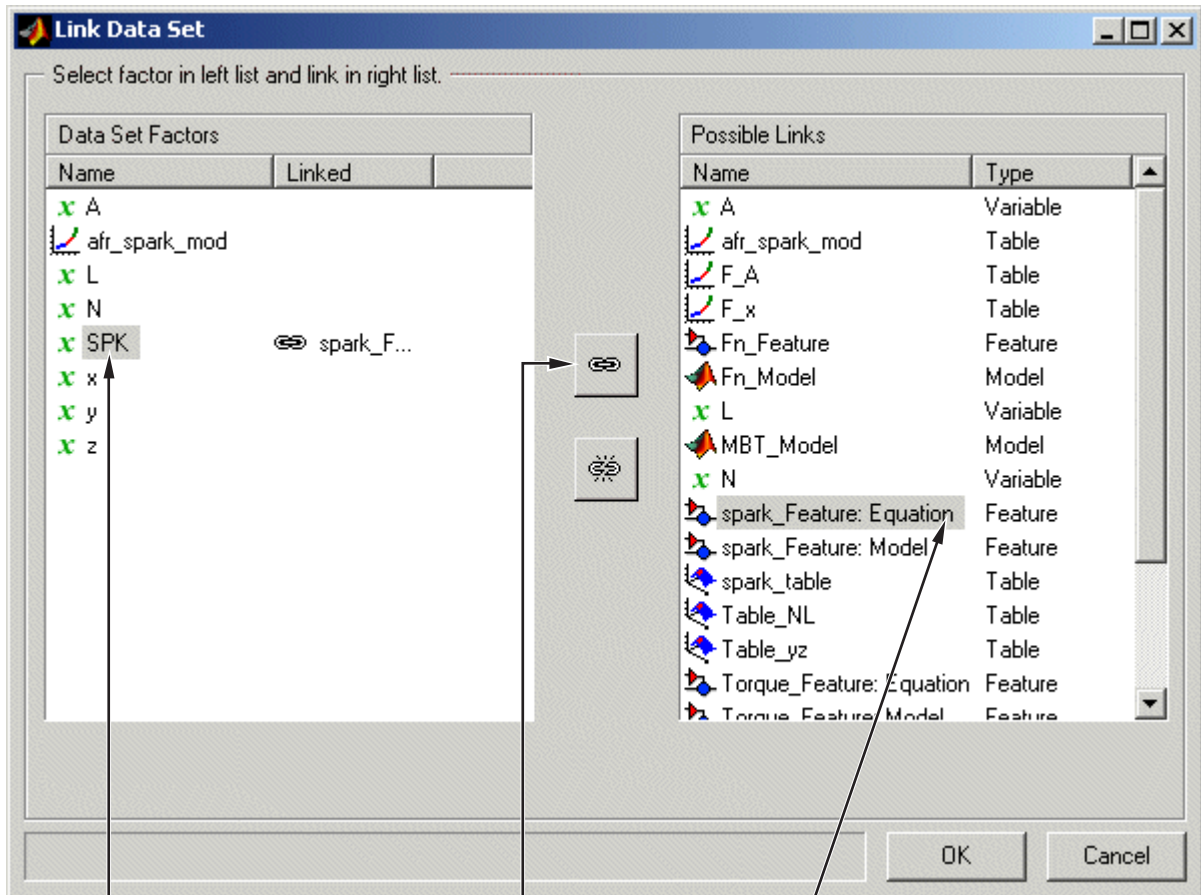 Link Data Set
Select factor in left list and link in right list.
Data Set Factors
Name Linked
x A
afr_spark_mod
x L
x N
x SPK spark_F...
x x
x y
x z
Possible Links
Name Type
x A Variable
afr_spark_mod Table
F_A Table
F_x Table
Fn_Feature Feature
Fn_Model Model
x L Variable
MBT_Model Model
x N Variable
spark_Feature: Equation Feature
spark_Feature: Model Feature
spark_table Table
Table_NL Table
Table_yz Table
Torque_Feature: Equation Feature
Torque_Feature: Model Feature
OK Cancel